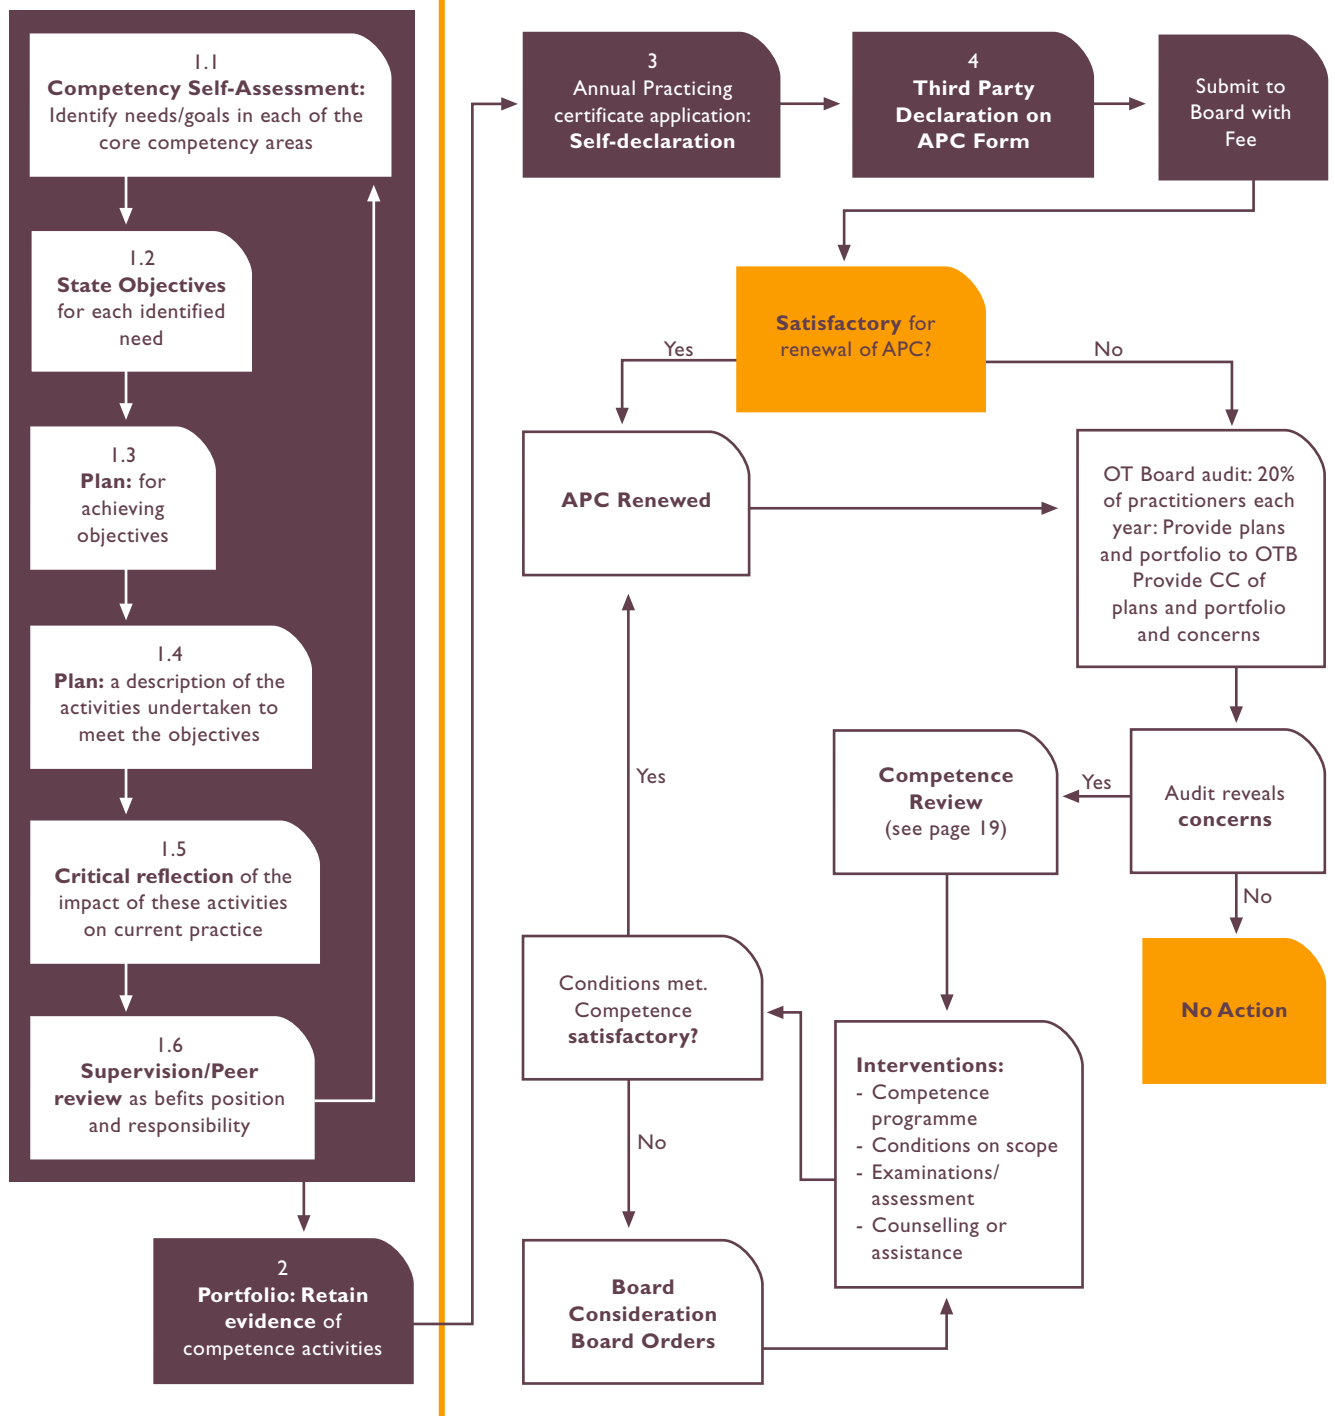 1.1
Competency Self-Assessment:
Identify needs/goals in each of the
core competency areas
1.2
State Objectives
for each identified
need
1.3
Plan: for
achieving
objectives
1.4
Plan: a description of the
activities undertaken to
meet the objectives
1.5
Critical reflection of the
impact of these activities
on current practice
1.6
Supervision/Peer
review as befits position
and responsibility
2
Portfolio: Retain
evidence of
competence activities
3
Annual Practicing
certificate application:
Self-declaration
4
Third Party
Declaration on
APC Form
Submit to
Board with
Fee
Satisfactory for
renewal of APC?
Yes
No
APC Renewed
OT Board audit: 20%
of practitioners each
year: Provide plans
and portfolio to OTB
Provide CC of
plans and portfolio
and concerns
Audit reveals
concerns
Yes
No
Competence
Review
(see page 19)
No Action
Interventions:
- Competence
programme
- Conditions on scope
- Examinations/
assessment
- Counselling or
assistance
Conditions met.
Competence
satisfactory?
Yes
No
Board
Consideration
Board Orders